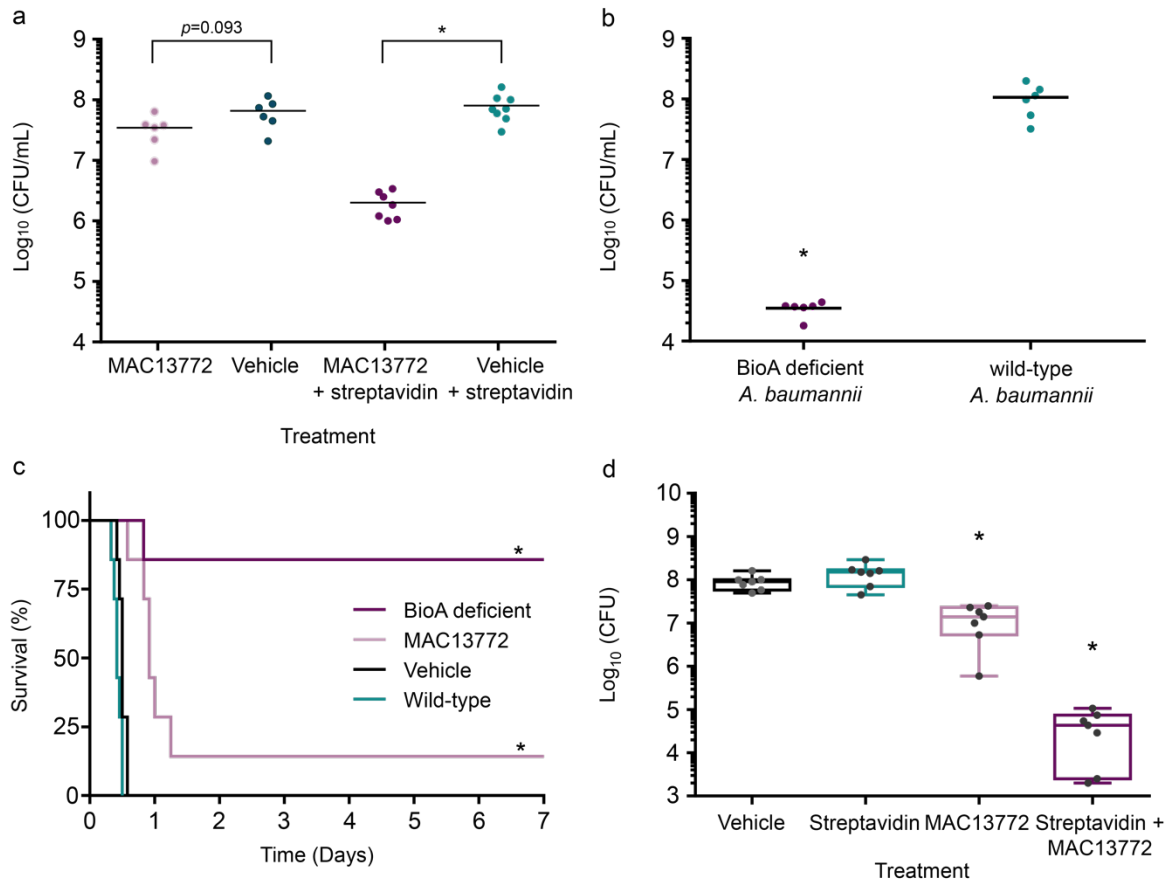 a
p=0.093
*
9
8
7
6
5
4
Log₁₀ (CFU/mL)
MAC13772
Vehicle
MAC13772
+ streptavidin
Vehicle
+ streptavidin
Treatment
b
9
8
7
6
5
4
Log₁₀ (CFU/mL)
*
BioA deficient
A. baumannii
wild-type
A. baumannii
c
100
75
50
25
0
Survival (%)
*
BioA deficient
MAC13772
Vehicle
Wild-type
*
0 1 2 3 4 5 6 7
Time (Days)
d
10
9
8
7
6
5
4
3
Log₁₀ (CFU)
*
*
Vehicle
Streptavidin
MAC13772
Streptavidin +
MAC13772
Treatment